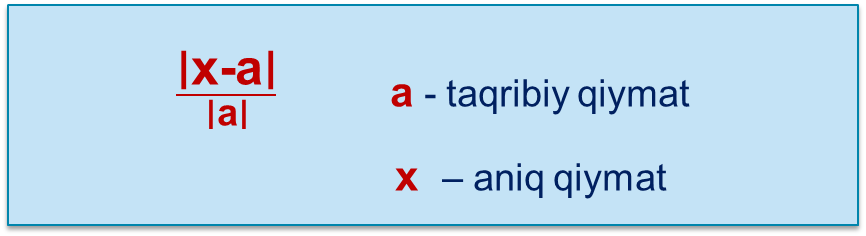 |x-a|
|a|
a - taqribiy qiymat
x – aniq qiymat